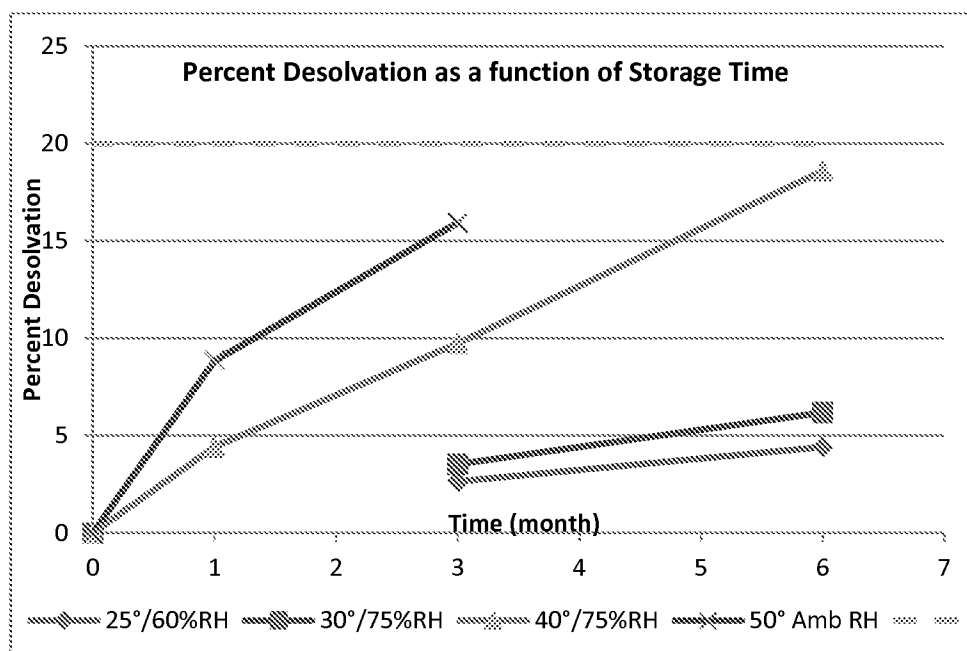 25
Percent Desolvation as a function of Storage Time
20
15
10
5
0
Percent Desolvation
Time (month)
0 1 2 3 4 5 6 7
25°/60%RH 30°/75%RH 40°/75%RH 50° Amb RH